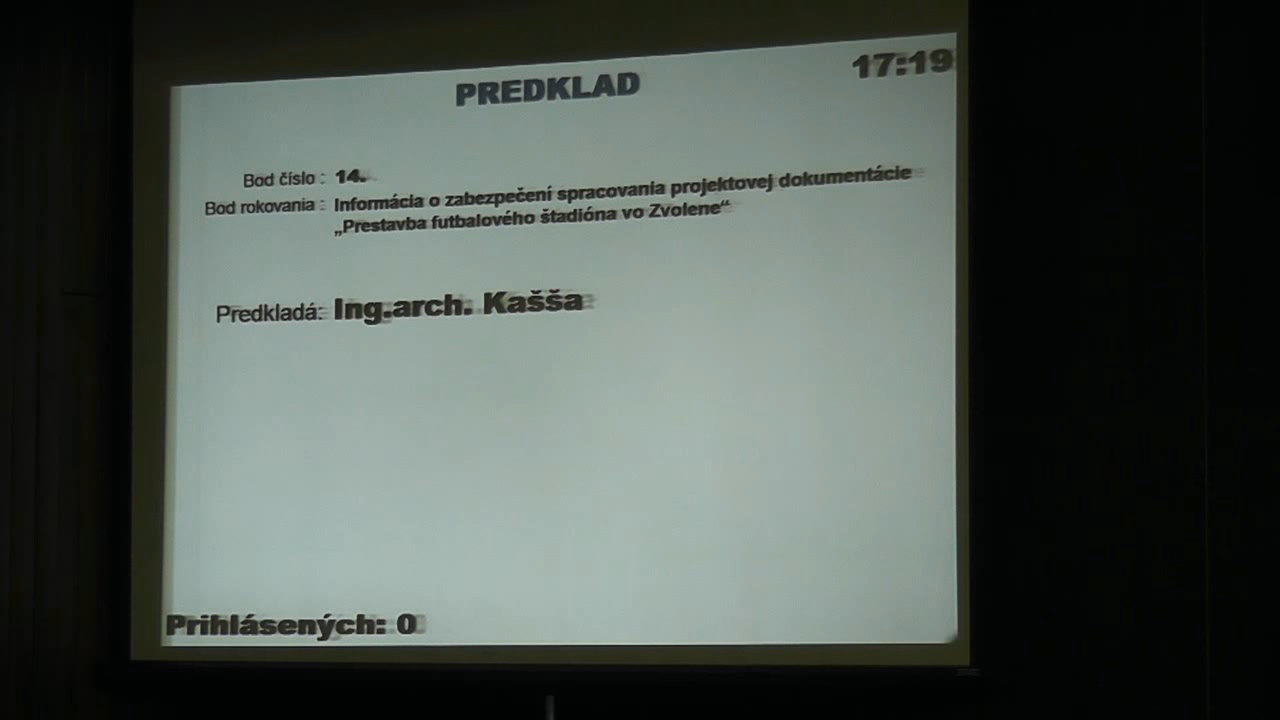 17:19
PREDKLAD
Bod číslo : 14.
Bod rokovania : Informácia o zabezpečení spracovania projektovej dokumentácie
„Prestavba futbalového štadióna vo Zvolene“
Predkladá: Ing.arch. Kašša
Prihlásených: 0